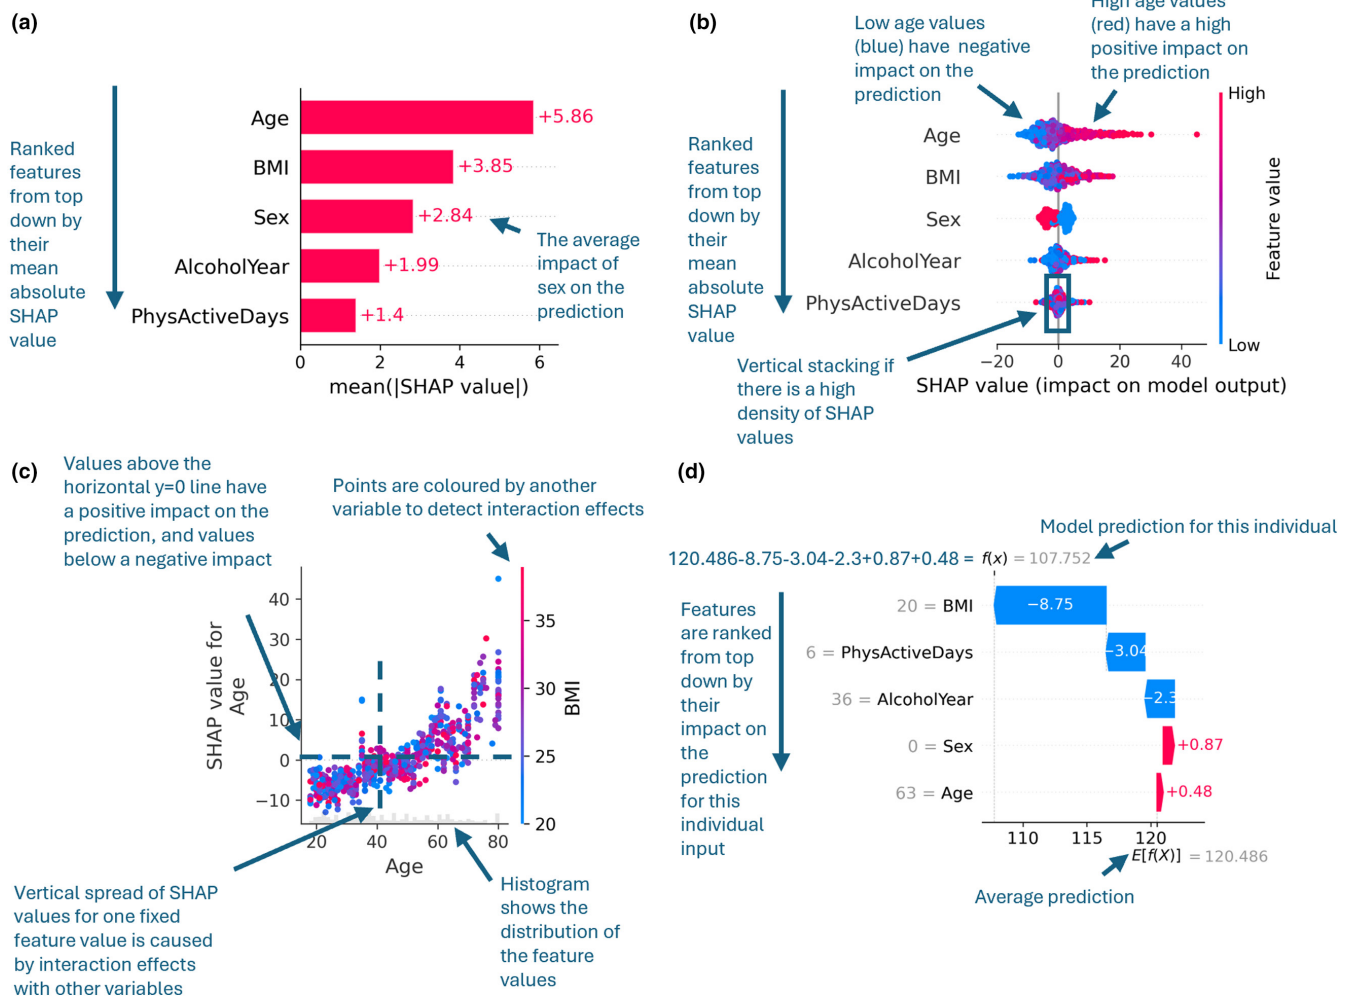 (a)
Ranked
features
from top
down by
their
mean
absolute
SHAP
value
Age
BMI
Sex
AlcoholYear
PhysActiveDays
+5.86
+3.85
+2.84
+1.99
+1.4
The average
impact of
sex on the
prediction
0 2 4 6
mean(|SHAP value|)
(b)
Low age values
(blue) have negative
impact on the
prediction
High age values
(red) have a high
positive impact on
the prediction
Ranked
features
from top
down by
their
mean
absolute
SHAP
value
Age
BMI
Sex
AlcoholYear
PhysActiveDays
High
Feature value
Low
−20 0 20 40
SHAP value (impact on model output)
Vertical stacking if
there is a high
density of SHAP
values
(c)
Values above the
horizontal y=0 line have
a positive impact on the
prediction, and values
below a negative impact
Points are coloured by another
variable to detect interaction effects
SHAP value for
Age
40
30
20
10
0
−10
20 40 60 80
Age
35
30
25
20
BMI
Vertical spread of SHAP
values for one fixed
feature value is caused
by interaction effects
with other variables
Histogram
shows the
distribution of
the feature
values
(d)
Model prediction for this individual
120.486-8.75-3.04-2.3+0.87+0.48 = f(x) = 107.752
Features
are ranked
from top
down by
their
impact on
the
prediction
for this
individual
input
20 = BMI
6 = PhysActiveDays
36 = AlcoholYear
0 = Sex
63 = Age
−8.75
−3.04
−2.3
+0.87
+0.48
110 115 120
E[f(X)] = 120.486
Average prediction